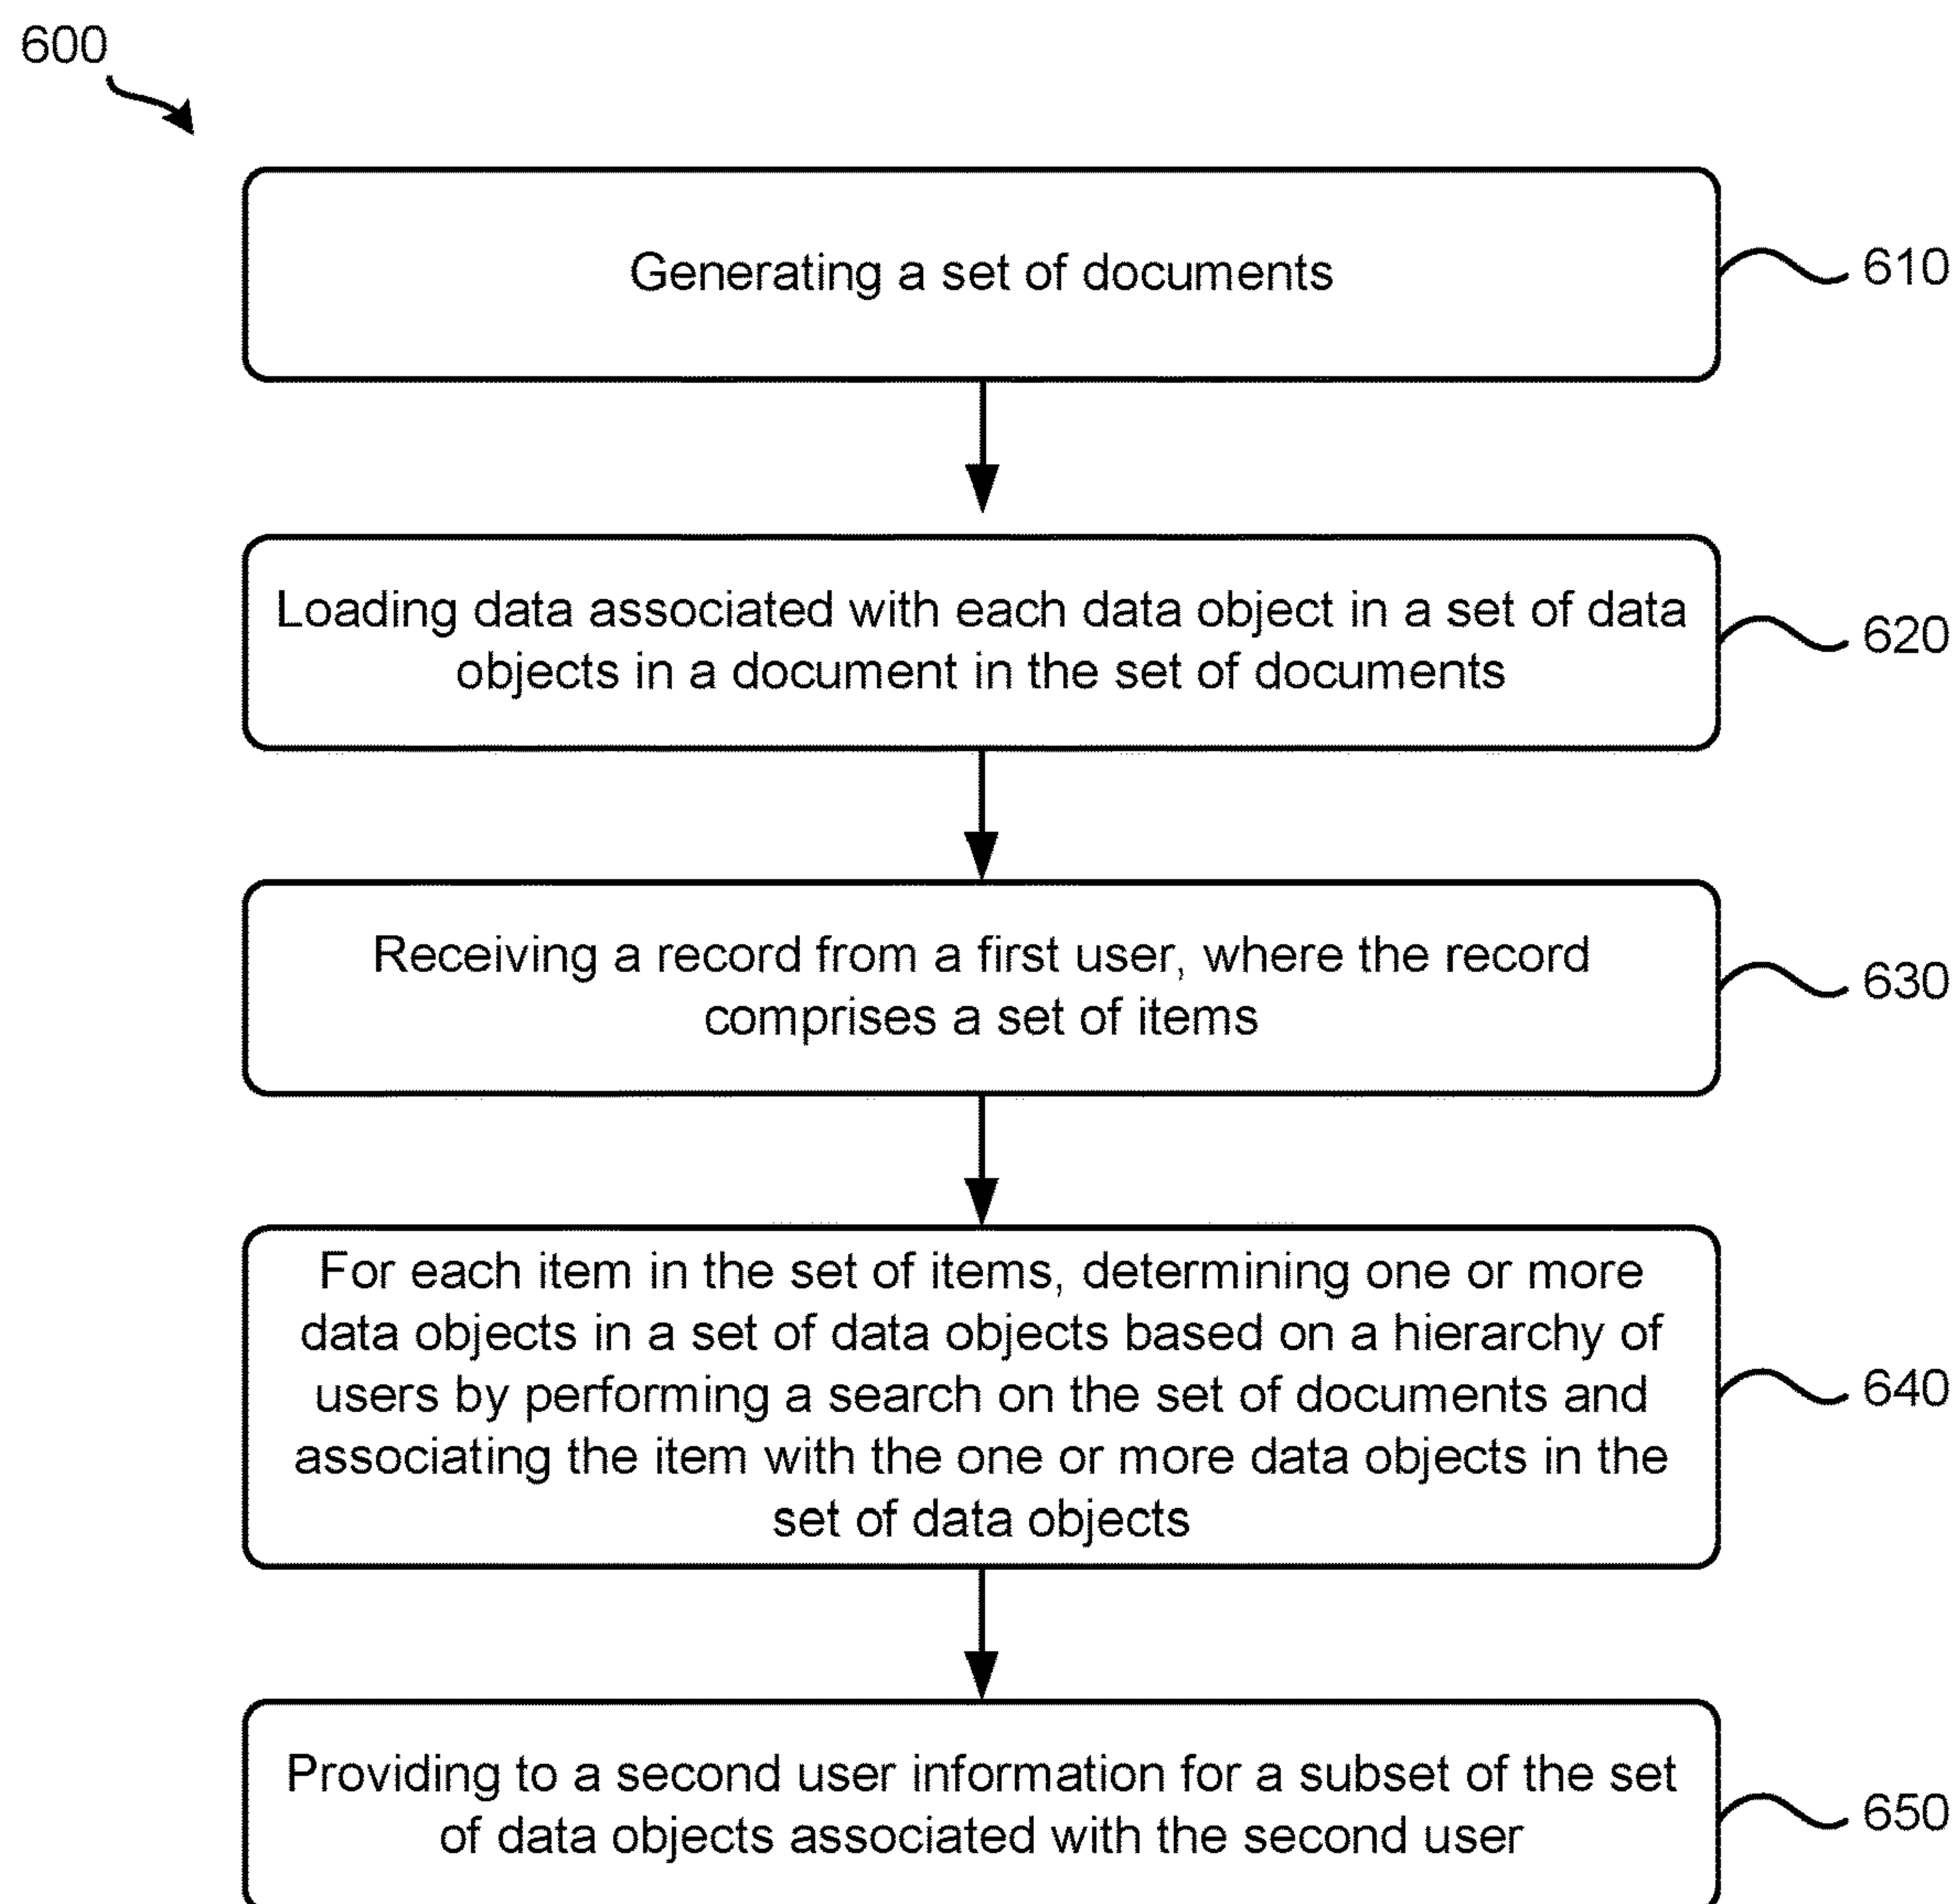 600
Generating a set of documents
610
Loading data associated with each data object in a set of data
objects in a document in the set of documents
620
Receiving a record from a first user, where the record
comprises a set of items
630
For each item in the set of items, determining one or more
data objects in a set of data objects based on a hierarchy of
users by performing a search on the set of documents and
associating the item with the one or more data objects in the
set of data objects
640
Providing to a second user information for a subset of the set
of data objects associated with the second user
650